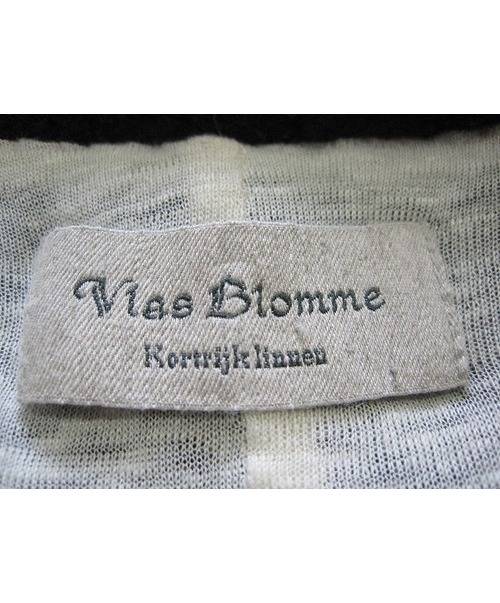 Vlas Blomme
Kortrijk linnen